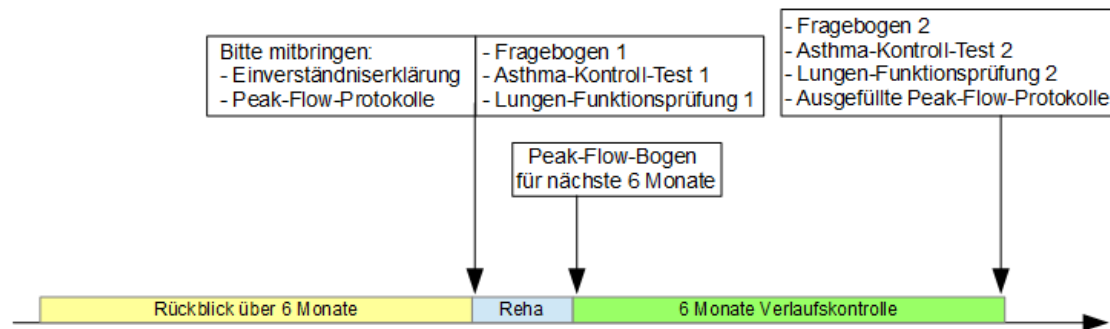 Bitte mitbringen:
- Einverständniserklärung
- Peak-Flow-Protokolle
- Fragebogen 1
- Asthma-Kontroll-Test 1
- Lungen-Funktionsprüfung 1
- Fragebogen 2
- Asthma-Kontroll-Test 2
- Lungen-Funktionsprüfung 2
- Ausgefüllte Peak-Flow-Protokolle
Peak-Flow-Bogen
für nächste 6 Monate
Rückblick über 6 Monate
Reha
6 Monate Verlaufskontrolle